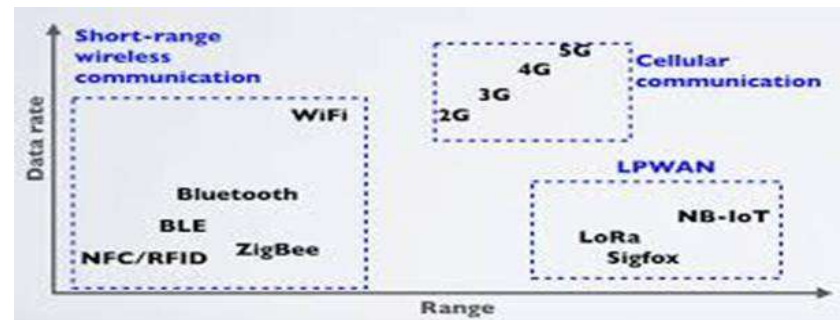 Short-range
wireless
communication
5G
4G
3G
2G
Cellular
communication
WiFi
Data rate
LPWAN
Bluetooth
BLE
NFC/RFID
ZigBee
NB-IoT
LoRa
Sigfox
Range